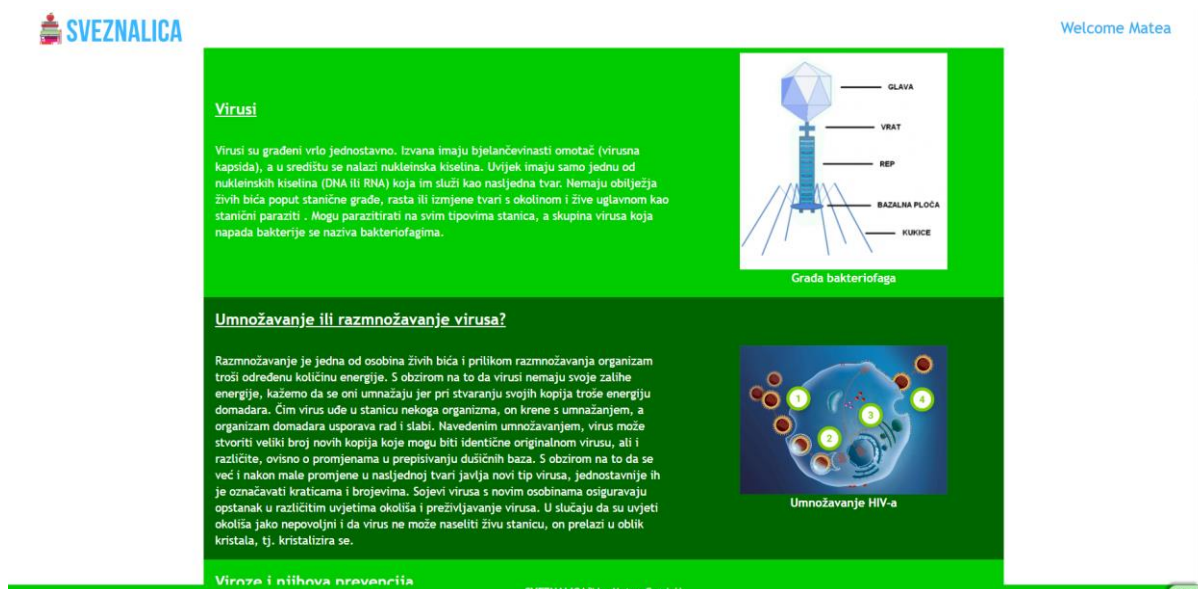 SVEZNALICA
Welcome Matea
Virusi
Virusi su građeni vrlo jednostavno. Izvana imaju bjelančevinasti omotač (virusna
kapsida), a u središtu se nalazi nukleinska kiselina. Uvijek imaju samo jednu od
nukleinskih kiselina (DNA ili RNA) koja im služi kao nasljedna tvar. Nemaju obilježja
živih bića poput stanične građe, rasta ili izmjene tvari s okolinom i žive uglavnom kao
stanični paraziti . Mogu parazitirati na svim tipovima stanica, a skupina virusa koja
napada bakterije se naziva bakteriofagima.
GLAVA
VRAT
REP
BAZALNA PLOČA
KUKICE
Građa bakteriofaga
Umnožavanje ili razmnožavanje virusa?
Razmnožavanje je jedna od osobina živih bića i prilikom razmnožavanja organizam
troši određenu količinu energije. S obzirom na to da virusi nemaju svoje zalihe
energije, kažemo da se oni umnažaju jer pri stvaranju svojih kopija troše energiju
domadara. Čim virus uđe u stanicu nekoga organizma, on krene s umnažanjem, a
organizam domadara usporava rad i slabi. Navedenim umnožavanjem, virus može
stvoriti veliki broj novih kopija koje mogu biti identične originalnom virusu, ali i
različite, ovisno o promjenama u prepisivanju dušičnih baza. S obzirom na to da se
već i nakon male promjene u nasljednoj tvari javlja novi tip virusa, jednostavnije ih
je označavati kraticama i brojevima. Sojevi virusa s novim osobinama osiguravaju
opstanak u različitim uvjetima okoliša i preživljavanje virusa. U slučaju da su uvjeti
okoliša jako nepovoljni i da virus ne može naseliti živu stanicu, on prelazi u oblik
kristala, tj. kristalizira se.
1
2
3
4
Umnožavanje HIV-a
Viroze i njihova prevencija